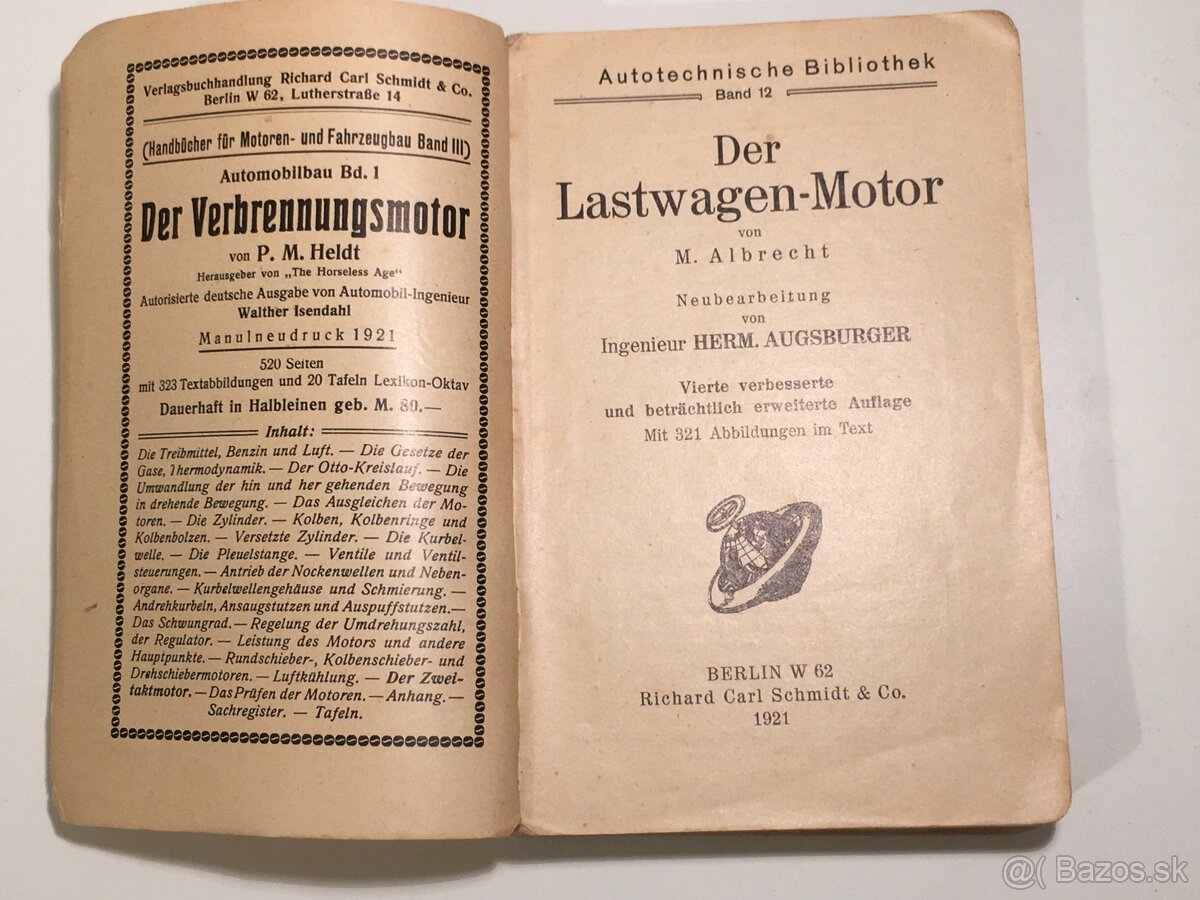 Verlagsbuchhandlung Richard Carl Schmidt & Co.
Berlin W 62, Lutherstraße 14
(Handbücher für Motoren- und Fahrzeugbau Band III)
Automobilbau Bd. 1
Der Verbrennungsmotor
von P. M. Heldt
Herausgeber von „The Horseless Age“
Autorisierte deutsche Ausgabe von Automobil-Ingenieur
Walther Isendahl
Manulneudruck 1921
520 Seiten
mit 323 Textabbildungen und 20 Tafeln Lexikon-Oktav
Dauerhaft in Halbleinen geb. M. 80.—
Inhalt:
Die Treibmittel, Benzin und Luft. — Die Gesetze der
Gase, Thermodynamik. — Der Otto-Kreislauf. — Die
Umwandlung der hin und her gehenden Bewegung
in drehende Bewegung. — Das Ausgleichen der Mo-
toren. — Die Zylinder. — Kolben, Kolbenringe und
Kolbenbolzen. — Versetzte Zylinder. — Die Kurbel-
welle. — Die Pleuelstange. — Ventile und Ventil-
steuerungen. — Antrieb der Nockenwellen und Neben-
organe. — Kurbelwellengehäuse und Schmierung. —
Andrehkurbeln, Ansaugstutzen und Auspuffstutzen.—
Das Schwungrad. — Regelung der Umdrehungszahl,
der Regulator. — Leistung des Motors und andere
Hauptpunkte. — Rundschieber-, Kolbenschieber- und
Drehschiebermotoren. — Luftkühlung. — Der Zwei-
taktmotor. — Das Prüfen der Motoren. — Anhang. —
Sachregister. — Tafeln.
Autotechnische Bibliothek
Band 12
Der
Lastwagen-Motor
von
M. Albrecht
Neubearbeitung
von
Ingenieur HERM. AUGSBURGER
Vierte verbesserte
und beträchtlich erweiterte Auflage
Mit 321 Abbildungen im Text
BERLIN W 62
Richard Carl Schmidt & Co.
1921
@( Bazos.sk